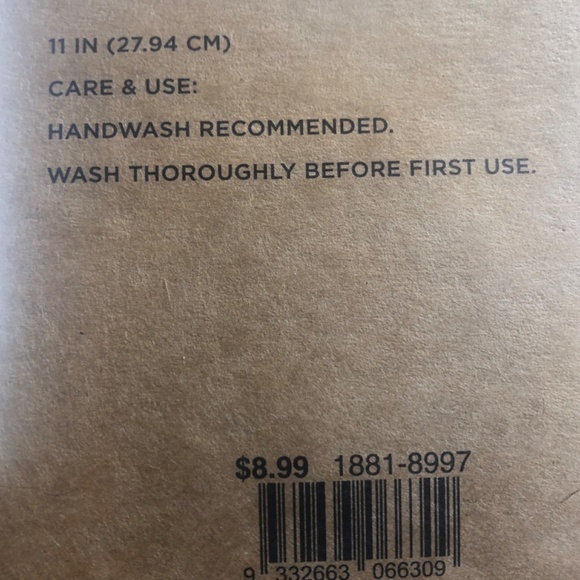 11 IN (27.94 CM)
CARE & USE:
HANDWASH RECOMMENDED.
WASH THOROUGHLY BEFORE FIRST USE.
$8.99 1881-8997
9 332663 066309